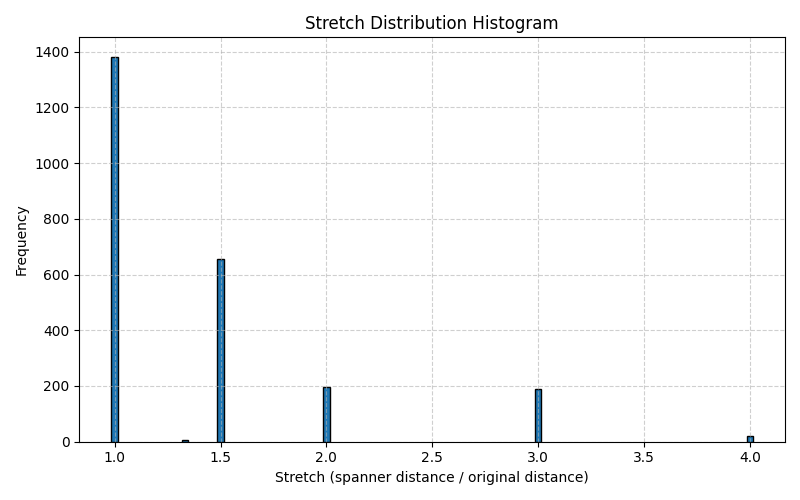 Stretch Distribution Histogram
1400
1200
1000
800
600
400
200
0
Frequency
1.0 1.5 2.0 2.5 3.0 3.5 4.0
Stretch (spanner distance / original distance)